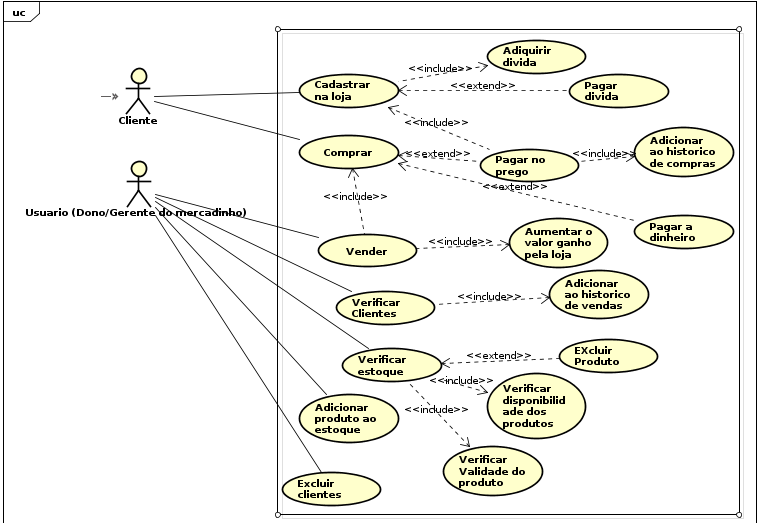 uc
Adiquirir
divida
<<include>>
Cadastrar
na loja
<<extend>>
Pagar
divida
Cliente
<<include>>
Comprar
<<extend>>
Pagar no
prego
<<include>>
Adicionar
ao historico
de compras
<<extend>>
<<include>>
Usuario (Dono/Gerente do mercadinho)
Pagar a
dinheiro
Vender
<<include>>
Aumentar o
valor ganho
pela loja
Verificar
Clientes
<<include>>
Adicionar
ao historico
de vendas
Verificar
estoque
<<extend>>
EXcluir
Produto
<<include>>
Verificar
disponibilid
ade dos
produtos
<<include>>
Adicionar
produto ao
estoque
Verificar
Validade do
produto
Excluir
clientes